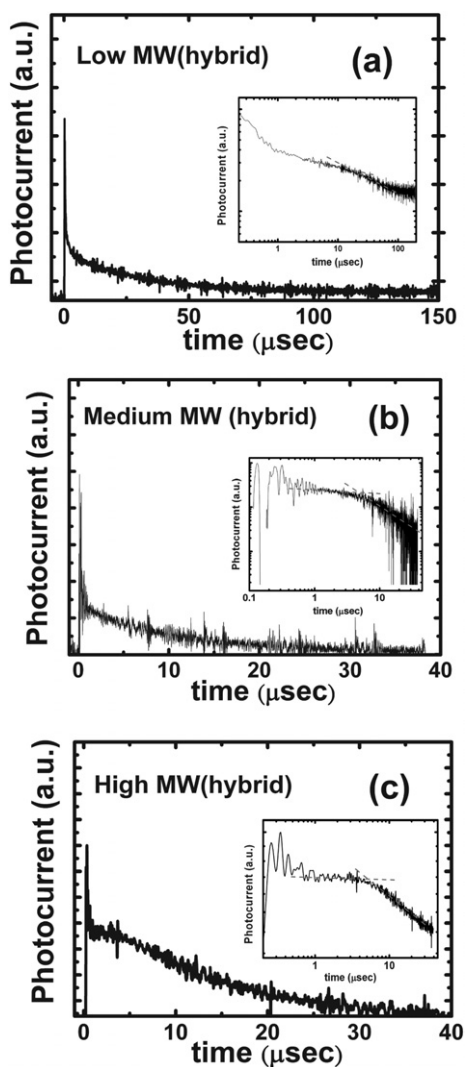 Low MW(hybrid)
(a)
Photocurrent (a.u.)
Photocurrent (a.u.)
1 10 100
time (μsec)
0 50 100 150
time (μsec)
Medium MW (hybrid)
(b)
Photocurrent (a.u.)
Photocurrent (a.u.)
0.1 1 10
time (μsec)
0 10 20 30 40
time (μsec)
High MW(hybrid)
(c)
Photocurrent (a.u.)
Photocurrent (a.u.)
1 10
time (μsec)
0 10 20 30 40
time (μsec)